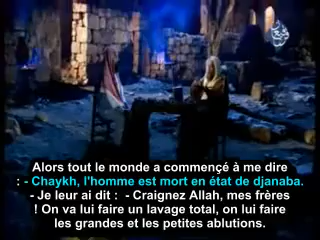 Alors tout le monde a commencé à me dire
: - Chaykh, l'homme est mort en état de djanaba.
- Je leur ai dit :  - Craignez Allah, mes frères
! On va lui faire un lavage total, on lui faire
les grandes et les petites ablutions.